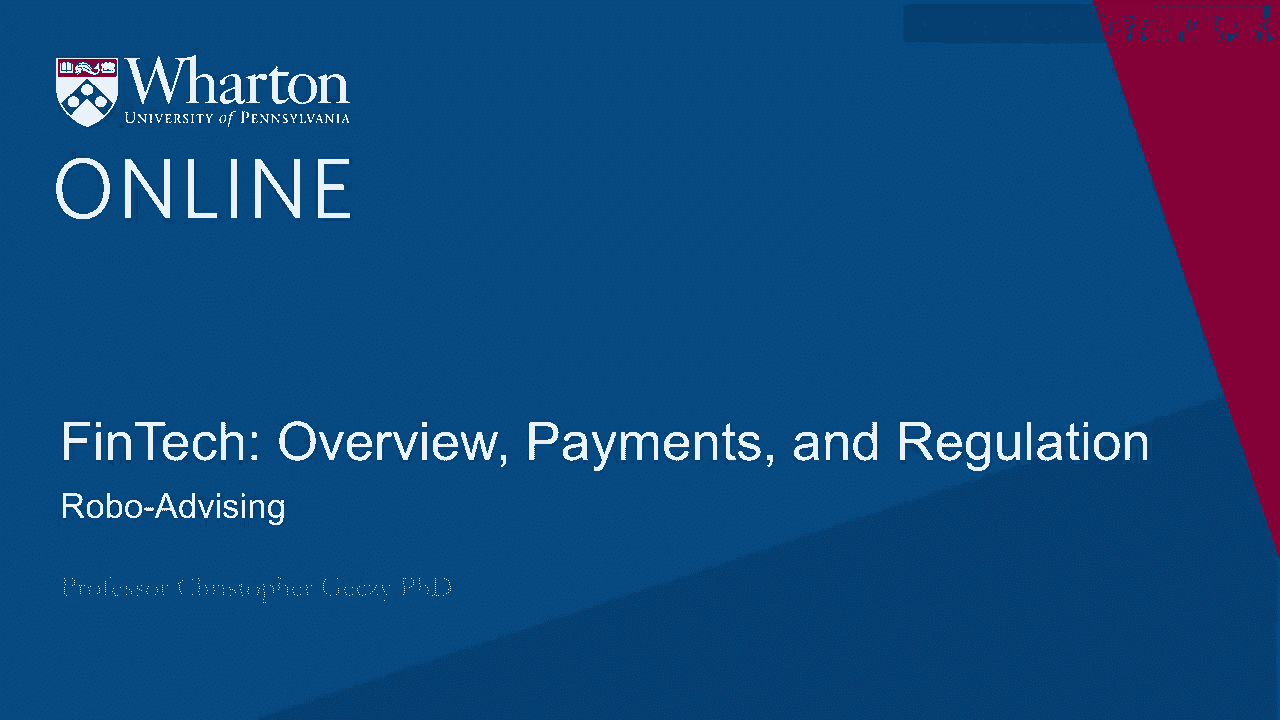 Wharton
UNIVERSITY of PENNSYLVANIA
ONLINE
FinTech: Overview, Payments, and Regulation
Robo-Advising
Professor Christopher Geczy PhD